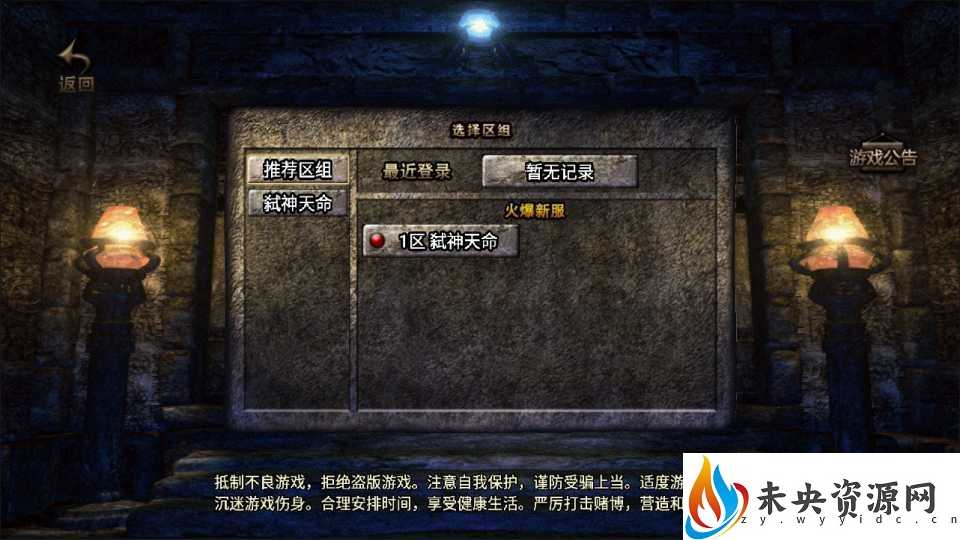 返回
选择区组
游戏公告
推荐区组
最近登录
暂无记录
弑神天命
火爆新服
1区 弑神天命
抵制不良游戏，拒绝盗版游戏。注意自我保护，谨防受骗上当。适度游
沉迷游戏伤身。合理安排时间，享受健康生活。严厉打击赌博，营造和
未央资源网
zy.wyyidc.cn